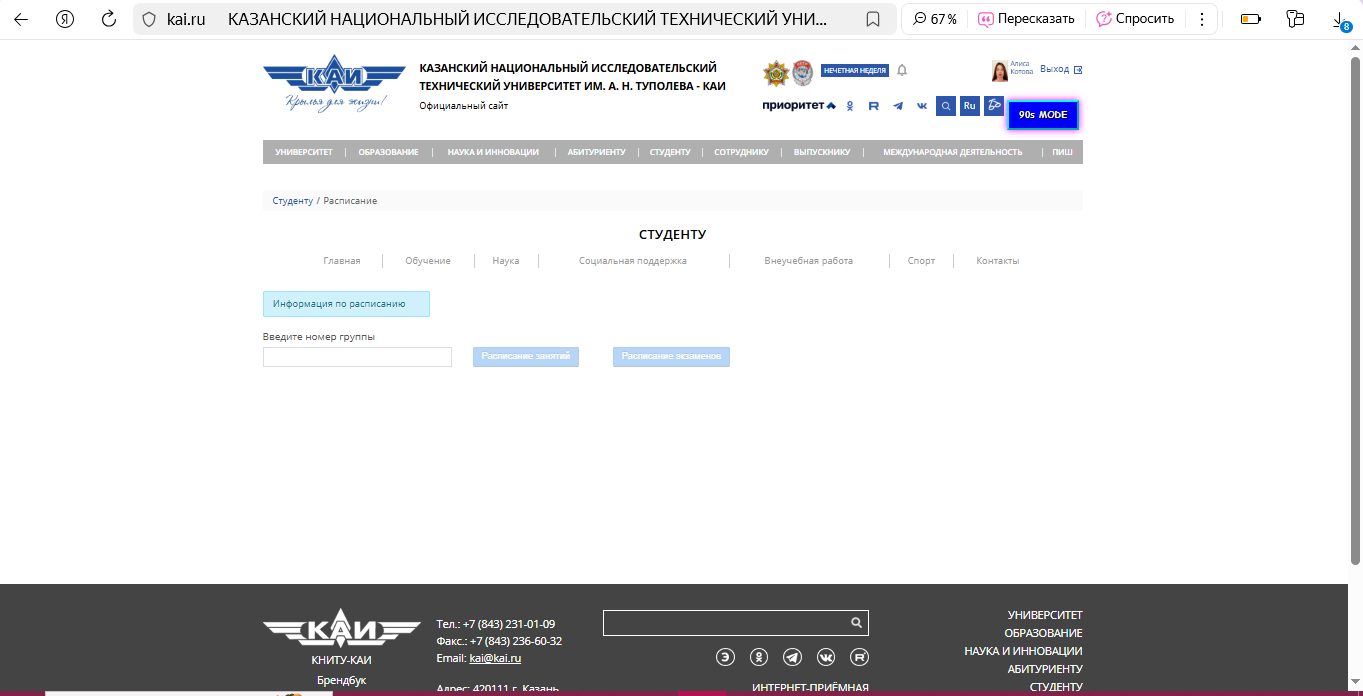 kai.ru КАЗАНСКИЙ НАЦИОНАЛЬНЫЙ ИССЛЕДОВАТЕЛЬСКИЙ ТЕХНИЧЕСКИЙ УНИ... 67% Пересказать Спросить 8
КАИ
Крылья для жизни!
КАЗАНСКИЙ НАЦИОНАЛЬНЫЙ ИССЛЕДОВАТЕЛЬСКИЙ
ТЕХНИЧЕСКИЙ УНИВЕРСИТЕТ ИМ. А. Н. ТУПОЛЕВА - КАИ
Официальный сайт
НЕЧЕТНАЯ НЕДЕЛЯ
Алиса
Котова
Выход
приоритет
Ru
90s MODE
УНИВЕРСИТЕТ | ОБРАЗОВАНИЕ | НАУКА И ИННОВАЦИИ | АБИТУРИЕНТУ | СТУДЕНТУ | СОТРУДНИКУ | ВЫПУСКНИКУ | МЕЖДУНАРОДНАЯ ДЕЯТЕЛЬНОСТЬ | ПИШ
Студенту / Расписание
СТУДЕНТУ
Главная | Обучение | Наука | Социальная поддержка | Внеучебная работа | Спорт | Контакты
Информация по расписанию
Введите номер группы
Расписание занятий Расписание экзаменов
КАИ
КНИТУ-КАИ
Брендбук
Тел.: +7 (843) 231-01-09
Факс.: +7 (843) 236-60-32
Email: kai@kai.ru
Адрес: 420111 г. Казань
ИНТЕРНЕТ-ПРИЁМНАЯ
УНИВЕРСИТЕТ
ОБРАЗОВАНИЕ
НАУКА И ИННОВАЦИИ
АБИТУРИЕНТУ
СТУДЕНТУ